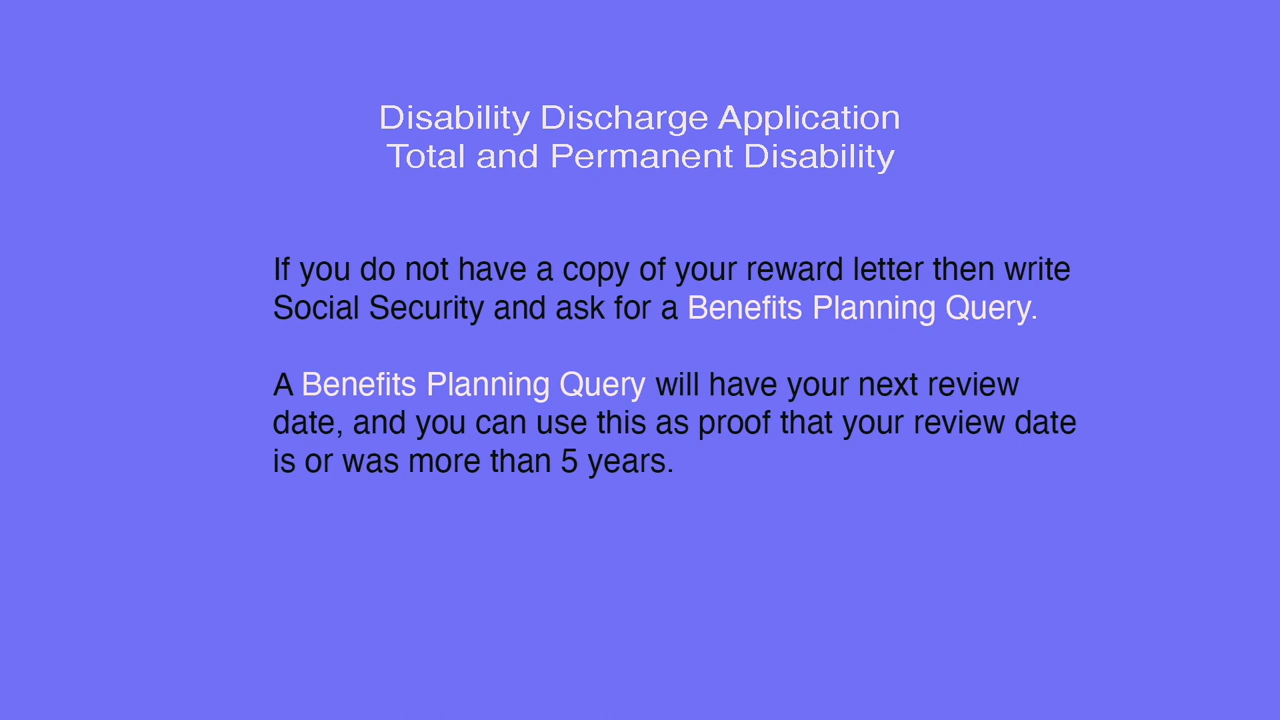 Disability Discharge Application
Total and Permanent Disability
If you do not have a copy of your reward letter then write
Social Security and ask for a Benefits Planning Query.
A Benefits Planning Query will have your next review
date, and you can use this as proof that your review date
is or was more than 5 years.